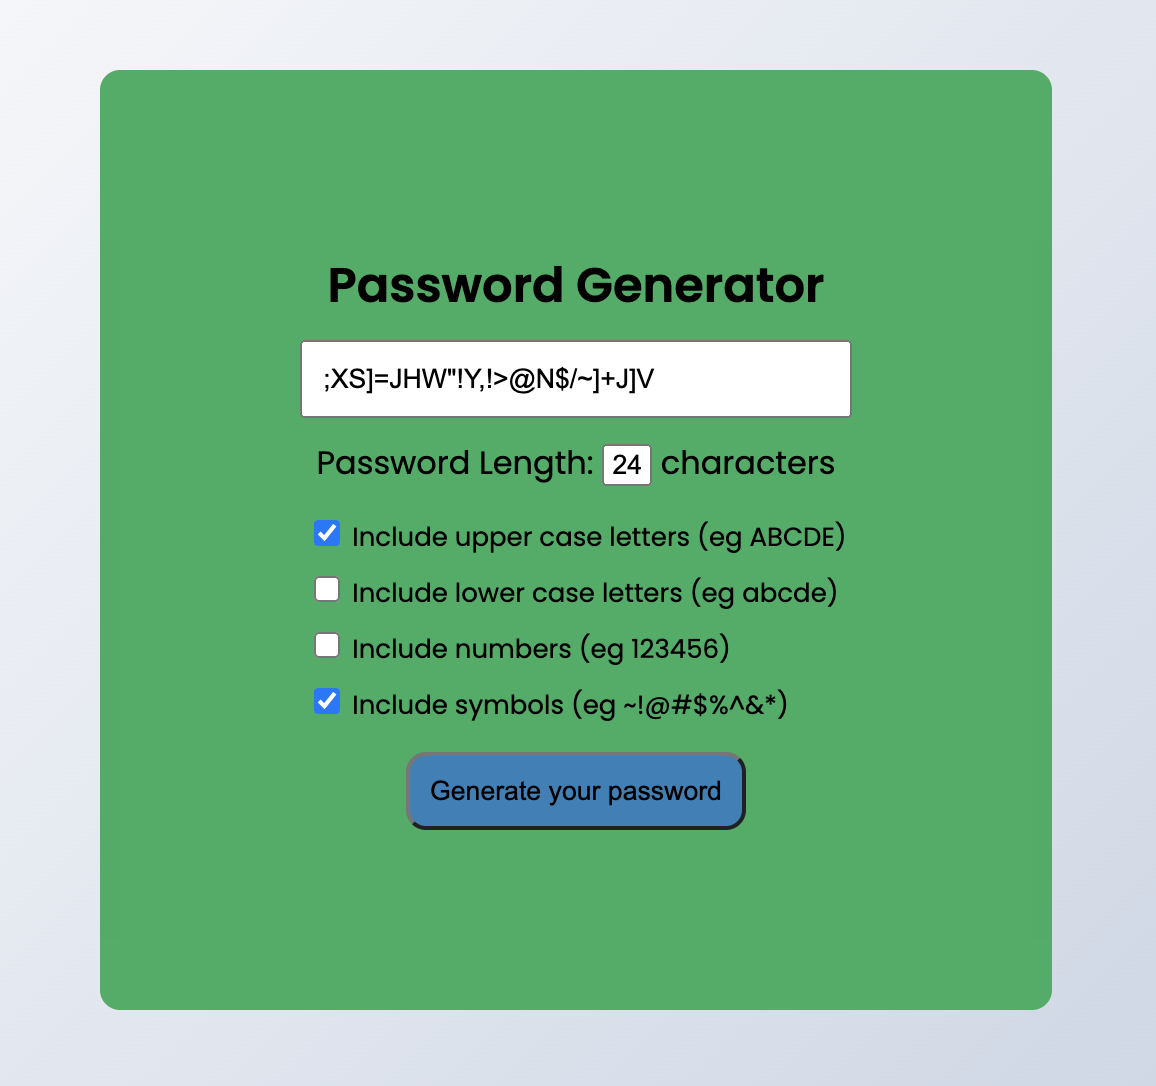 Password Generator
;XS]=JHW"!Y,!>@N$/~]+J]V
Password Length: 24 characters
Include upper case letters (eg ABCDE)
Include lower case letters (eg abcde)
Include numbers (eg 123456)
Include symbols (eg ~!@#$%^&*)
Generate your password